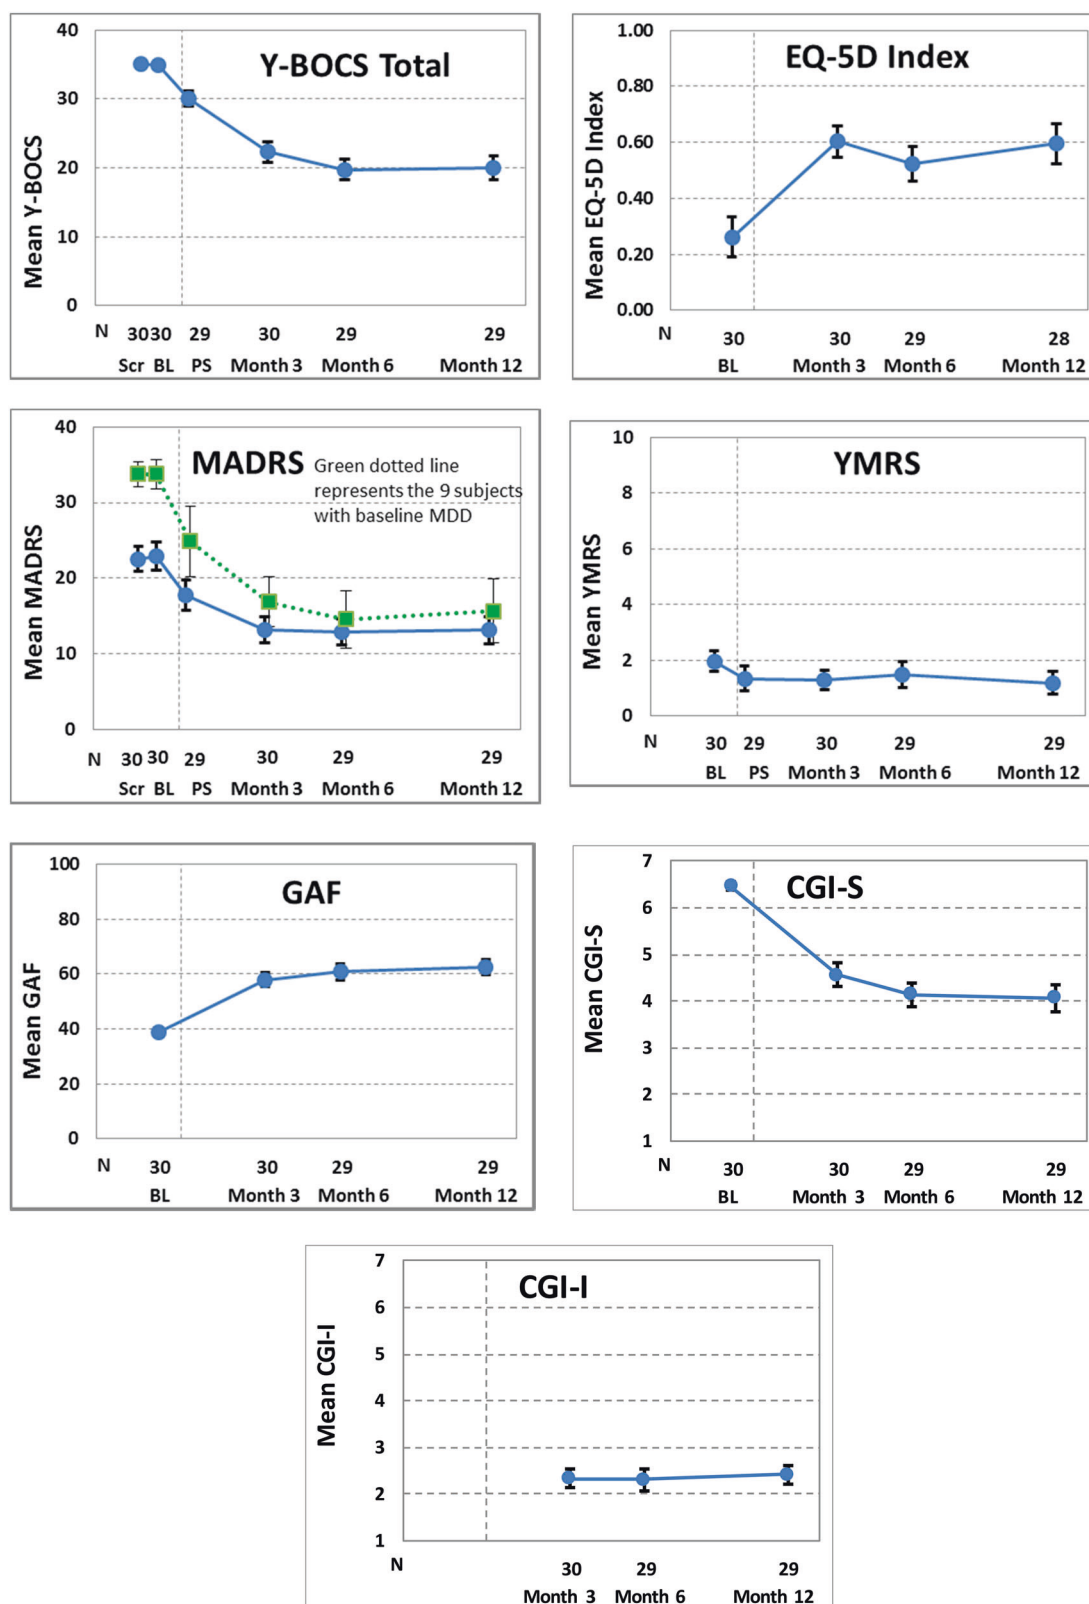 Y-BOCS Total
Mean Y-BOCS
40
30
20
10
0
N 30 30 29 30 29 29
Scr BL PS Month 3 Month 6 Month 12
EQ-5D Index
Mean EQ-5D Index
1.00
0.80
0.60
0.40
0.20
0.00
N 30 30 29 28
BL Month 3 Month 6 Month 12
MADRS
Green dotted line
represents the 9 subjects
with baseline MDD
Mean MADRS
40
30
20
10
0
N 30 30 29 30 29 29
Scr BL PS Month 3 Month 6 Month 12
YMRS
Mean YMRS
10
8
6
4
2
0
N 30 29 30 29 29
BL PS Month 3 Month 6 Month 12
GAF
Mean GAF
100
80
60
40
20
0
N 30 30 29 29
BL Month 3 Month 6 Month 12
CGI-S
Mean CGI-S
7
6
5
4
3
2
1
N 30 30 29 29
BL Month 3 Month 6 Month 12
CGI-I
Mean CGI-I
7
6
5
4
3
2
1
N 30 29 29
Month 3 Month 6 Month 12